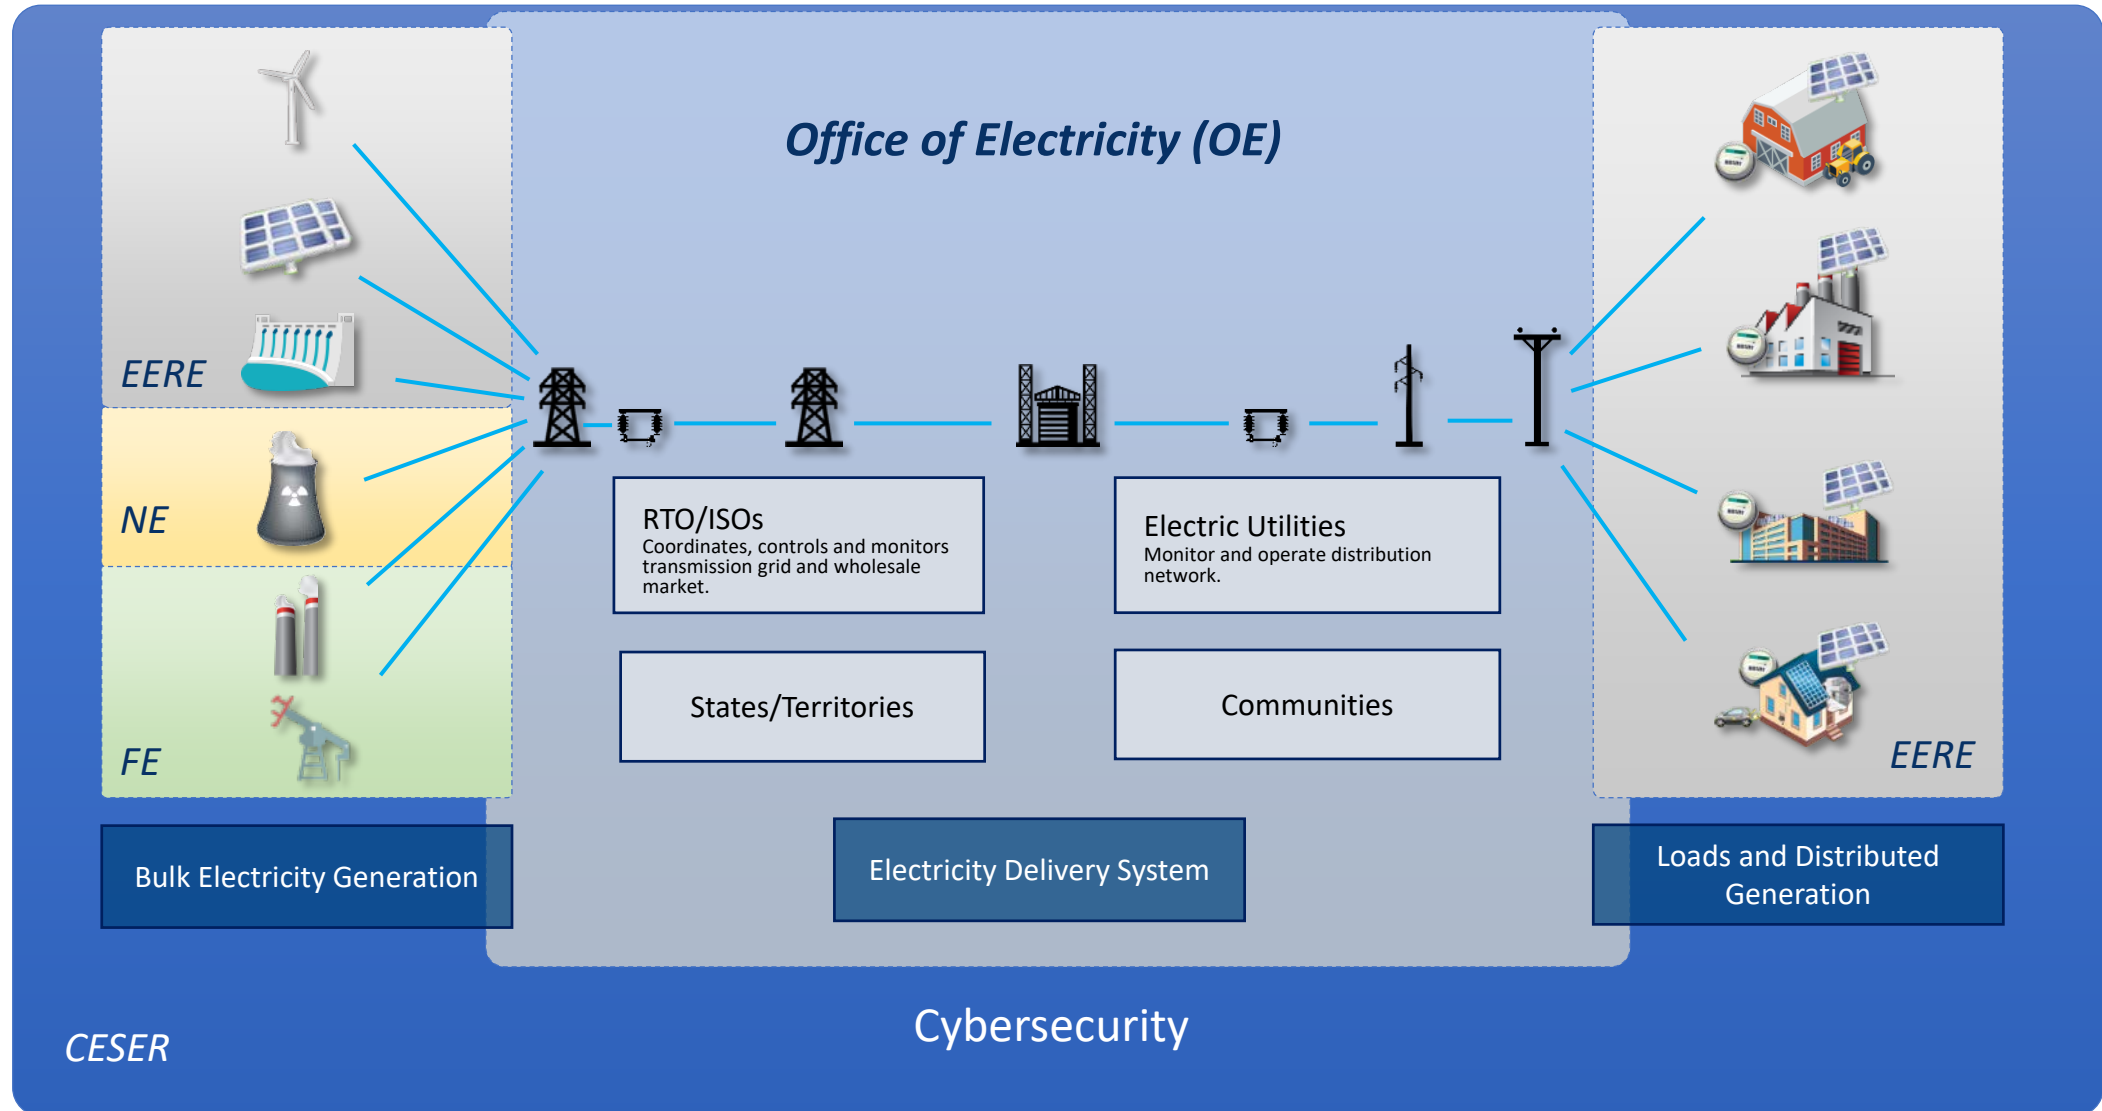 Office of Electricity (OE)
EERE
NE
FE
RTO/ISOs
Coordinates, controls and monitors
transmission grid and wholesale
market.
Electric Utilities
Monitor and operate distribution
network.
States/Territories
Communities
EERE
Bulk Electricity Generation
Electricity Delivery System
Loads and Distributed
Generation
Cybersecurity
CESER